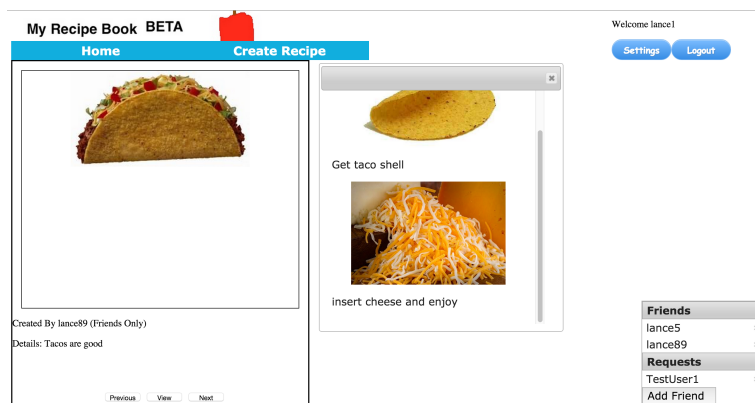 My Recipe Book BETA
Welcome lance1
Home Create Recipe
Settings Logout
Get taco shell
insert cheese and enjoy
Created By lance89 (Friends Only)
Details: Tacos are good
Previous View Next
Friends
lance5
lance89
Requests
TestUser1
Add Friend